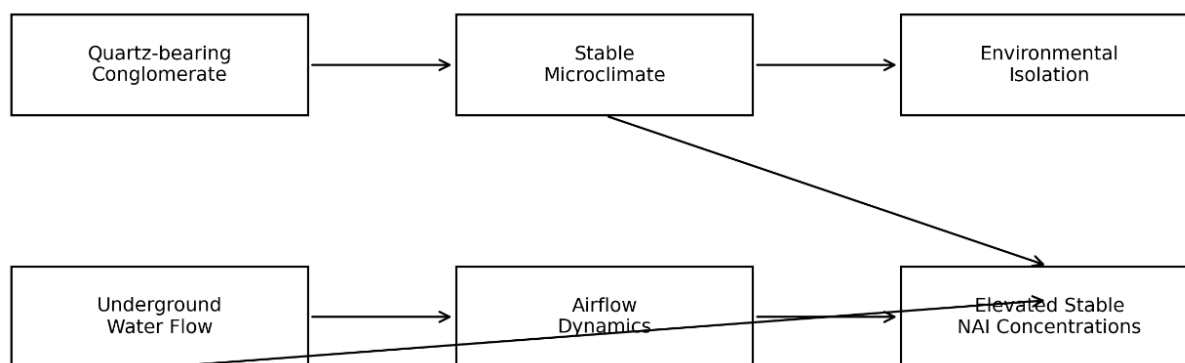 Quartz-bearing
Conglomerate
Stable
Microclimate
Environmental
Isolation
Underground
Water Flow
Airflow
Dynamics
Elevated Stable
NAI Concentrations